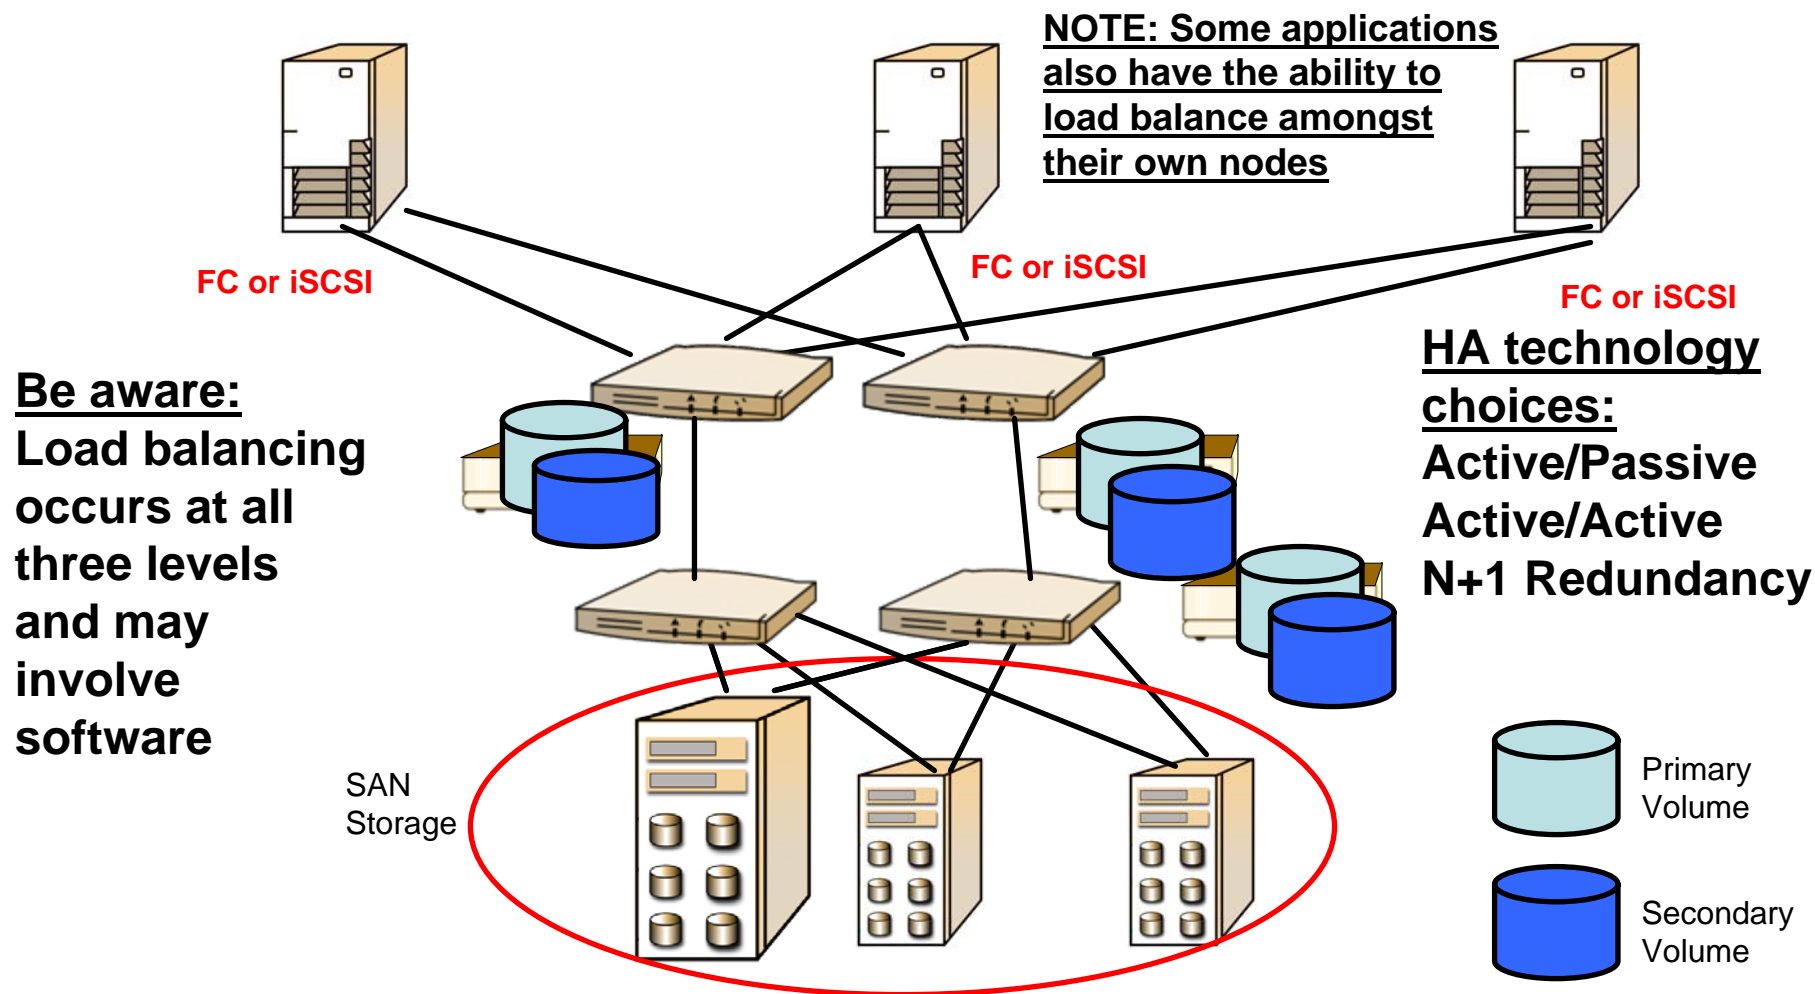 NOTE: Some applications
also have the ability to
load balance amongst
their own nodes
FC or iSCSI
FC or iSCSI
FC or iSCSI
Be aware:
Load balancing
occurs at all
three levels
and may
involve
software
HA technology
choices:
Active/Passive
Active/Active
N+1 Redundancy
SAN
Storage
Primary
Volume
Secondary
Volume